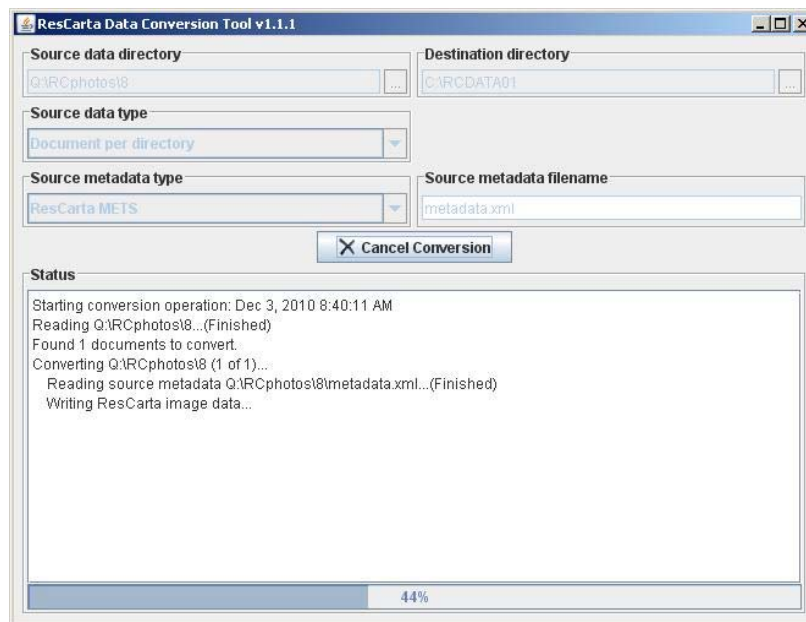 ResCarta Data Conversion Tool v1.1.1
Source data directory
Q:\RCphotos\8
...
Destination directory
C:\RCDATA01
...
Source data type
Document per directory
Source metadata type
ResCarta METS
Source metadata filename
metadata.xml
Cancel Conversion
Status
Starting conversion operation: Dec 3, 2010 8:40:11 AM
Reading Q:\RCphotos\8...(Finished)
Found 1 documents to convert.
Converting Q:\RCphotos\8 (1 of 1)...
Reading source metadata Q:\RCphotos\8\metadata.xml...(Finished)
Writing ResCarta image data...
44%